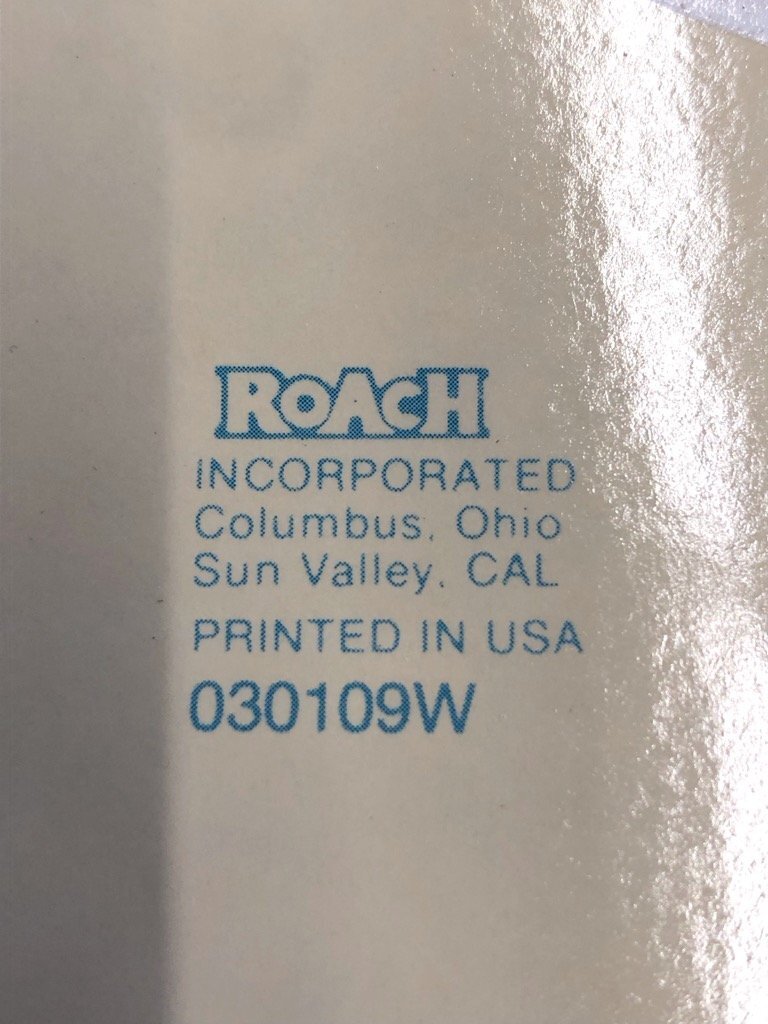 ROACH
INCORPORATED
Columbus, Ohio
Sun Valley, CAL
PRINTED IN USA
030109W